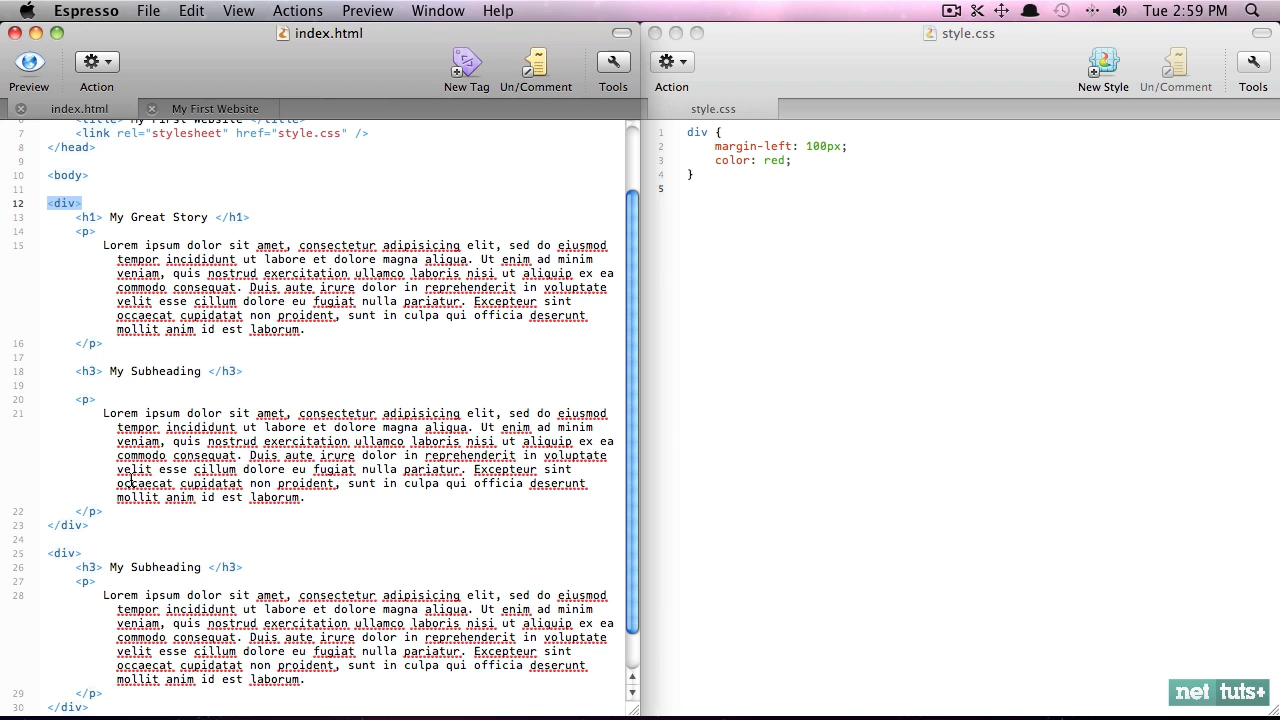 Espresso File Edit View Actions Preview Window Help Tue 2:59 PM
index.html
Preview Action New Tag Un/Comment Tools
index.html My First Website
6 <title> My First Website </title>
7 <link rel="stylesheet" href="style.css" />
8 </head>
9
10 <body>
11
12 <div>
13 <h1> My Great Story </h1>
14 <p>
15 Lorem ipsum dolor sit amet, consectetur adipisicing elit, sed do eiusmod
tempor incididunt ut labore et dolore magna aliqua. Ut enim ad minim
veniam, quis nostrud exercitation ullamco laboris nisi ut aliquip ex ea
commodo consequat. Duis aute irure dolor in reprehenderit in voluptate
velit esse cillum dolore eu fugiat nulla pariatur. Excepteur sint
occaecat cupidatat non proident, sunt in culpa qui officia deserunt
mollit anim id est laborum.
16 </p>
17
18 <h3> My Subheading </h3>
19
20 <p>
21 Lorem ipsum dolor sit amet, consectetur adipisicing elit, sed do eiusmod
tempor incididunt ut labore et dolore magna aliqua. Ut enim ad minim
veniam, quis nostrud exercitation ullamco laboris nisi ut aliquip ex ea
commodo consequat. Duis aute irure dolor in reprehenderit in voluptate
velit esse cillum dolore eu fugiat nulla pariatur. Excepteur sint
occaecat cupidatat non proident, sunt in culpa qui officia deserunt
mollit anim id est laborum.
22 </p>
23 </div>
24
25 <div>
26 <h3> My Subheading </h3>
27 <p>
28 Lorem ipsum dolor sit amet, consectetur adipisicing elit, sed do eiusmod
tempor incididunt ut labore et dolore magna aliqua. Ut enim ad minim
veniam, quis nostrud exercitation ullamco laboris nisi ut aliquip ex ea
commodo consequat. Duis aute irure dolor in reprehenderit in voluptate
velit esse cillum dolore eu fugiat nulla pariatur. Excepteur sint
occaecat cupidatat non proident, sunt in culpa qui officia deserunt
mollit anim id est laborum.
29 </p>
30 </div>
style.css
Action New Style Un/Comment Tools
style.css
1 div {
2 margin-left: 100px;
3 color: red;
4 }
5
net tuts+